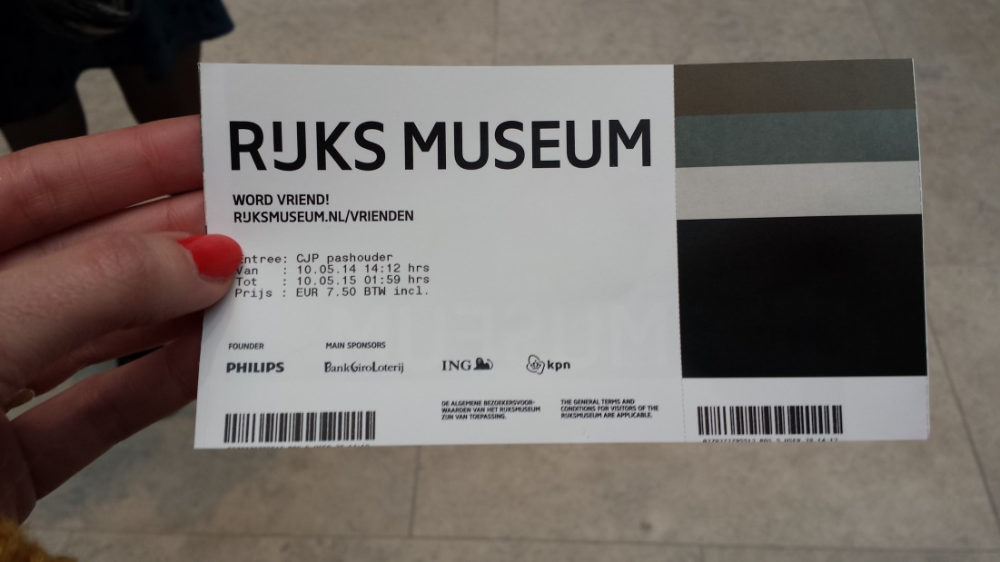 RIJKS MUSEUM
WORD VRIEND!
RIJKSMUSEUM.NL/VRIENDEN
Entree: CJP pashouder
Van : 10.05.14 14:12 hrs
Tot : 10.05.15 01:59 hrs
Prijs : EUR 7.50 BTW incl.
FOUNDER
MAIN SPONSORS
PHILIPS
BankGiroLoterij
ING
kpn
DE ALGEMENE BEZOEKERSVOOR-
WAARDEN VAN HET RIJKSMUSEUM
ZIJN VAN TOEPASSING.
THE GENERAL TERMS AND
CONDITIONS FOR VISITORS OF THE
RIJKSMUSEUM ARE APPLICABLE.